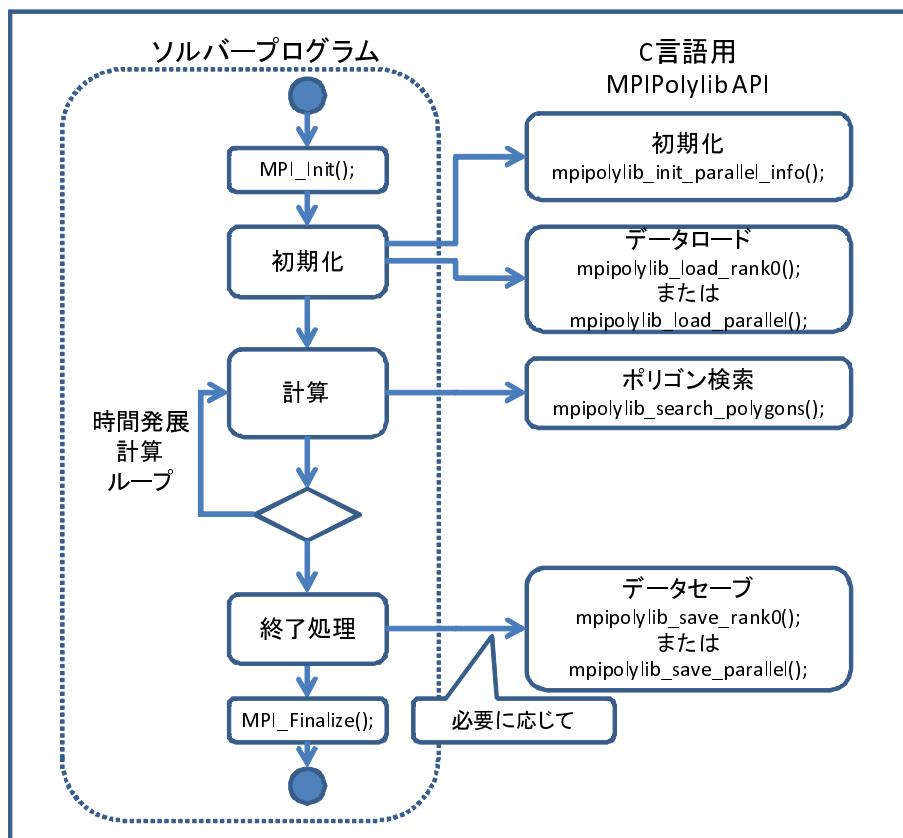 ソルバープログラム
C言語用
MPIPolylib API
MPI_Init();
初期化
mpipolylib_init_parallel_info();
初期化
データロード
mpipolylib_load_rank0();
または
mpipolylib_load_parallel();
計算
ポリゴン検索
mpipolylib_search_polygons();
時間発展
計算
ループ
終了処理
データセーブ
mpipolylib_save_rank0();
または
mpipolylib_save_parallel();
MPI_Finalize();
必要に応じて